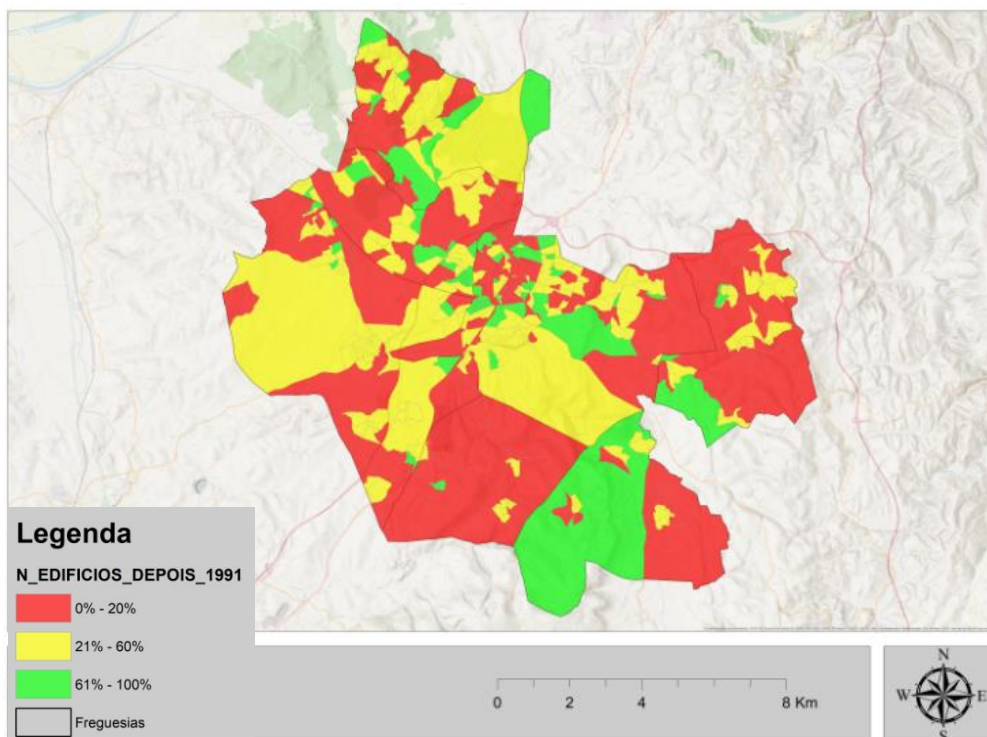 Legenda
N_EDIFICIOS_DEPOIS_1991
0% - 20%
21% - 60%
61% - 100%
Freguesias
0 2 4 8 Km
N
W E
S